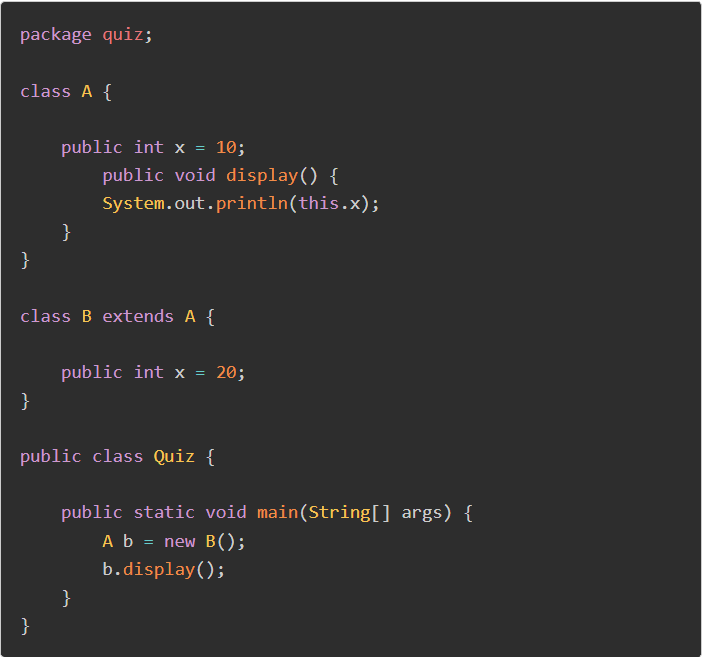 package quiz;
class A {
public int x = 10;
public void display() {
System.out.println(this.x);
}
}
class B extends A {
public int x = 20;
}
public class Quiz {
public static void main(String[] args) {
A b = new B();
b.display();
}
}